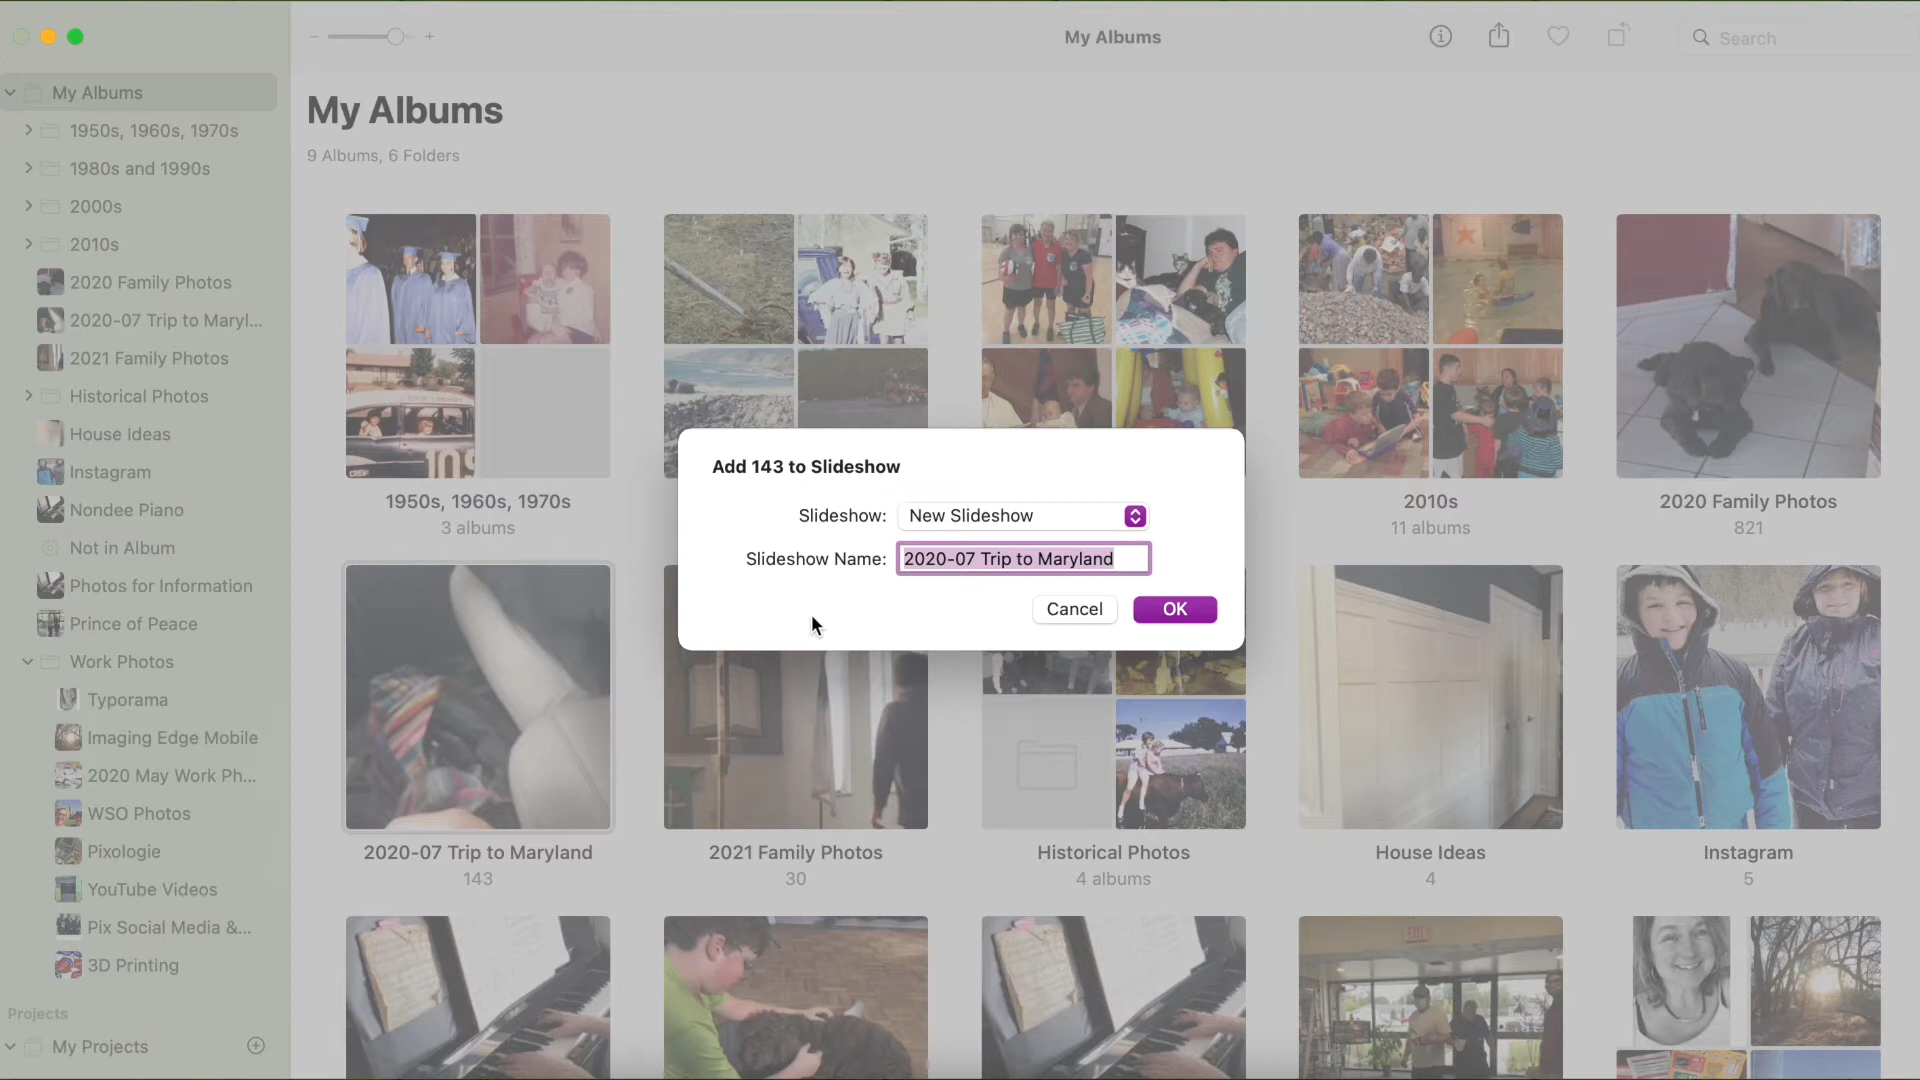 My Albums
Search
My Albums
1950s, 1960s, 1970s
1980s and 1990s
2000s
2010s
2020 Family Photos
2020-07 Trip to Maryl...
2021 Family Photos
Historical Photos
House Ideas
Instagram
Nondee Piano
Not in Album
Photos for Information
Prince of Peace
Work Photos
Typorama
Imaging Edge Mobile
2020 May Work Ph...
WSO Photos
Pixologie
YouTube Videos
Pix Social Media &...
3D Printing
Projects
My Projects
My Albums
9 Albums, 6 Folders
1950s, 1960s, 1970s
3 albums
2010s
11 albums
2020 Family Photos
821
Add 143 to Slideshow
Slideshow: New Slideshow
Slideshow Name: 2020-07 Trip to Maryland
Cancel OK
2020-07 Trip to Maryland
143
2021 Family Photos
30
Historical Photos
4 albums
House Ideas
4
Instagram
5
EXIT